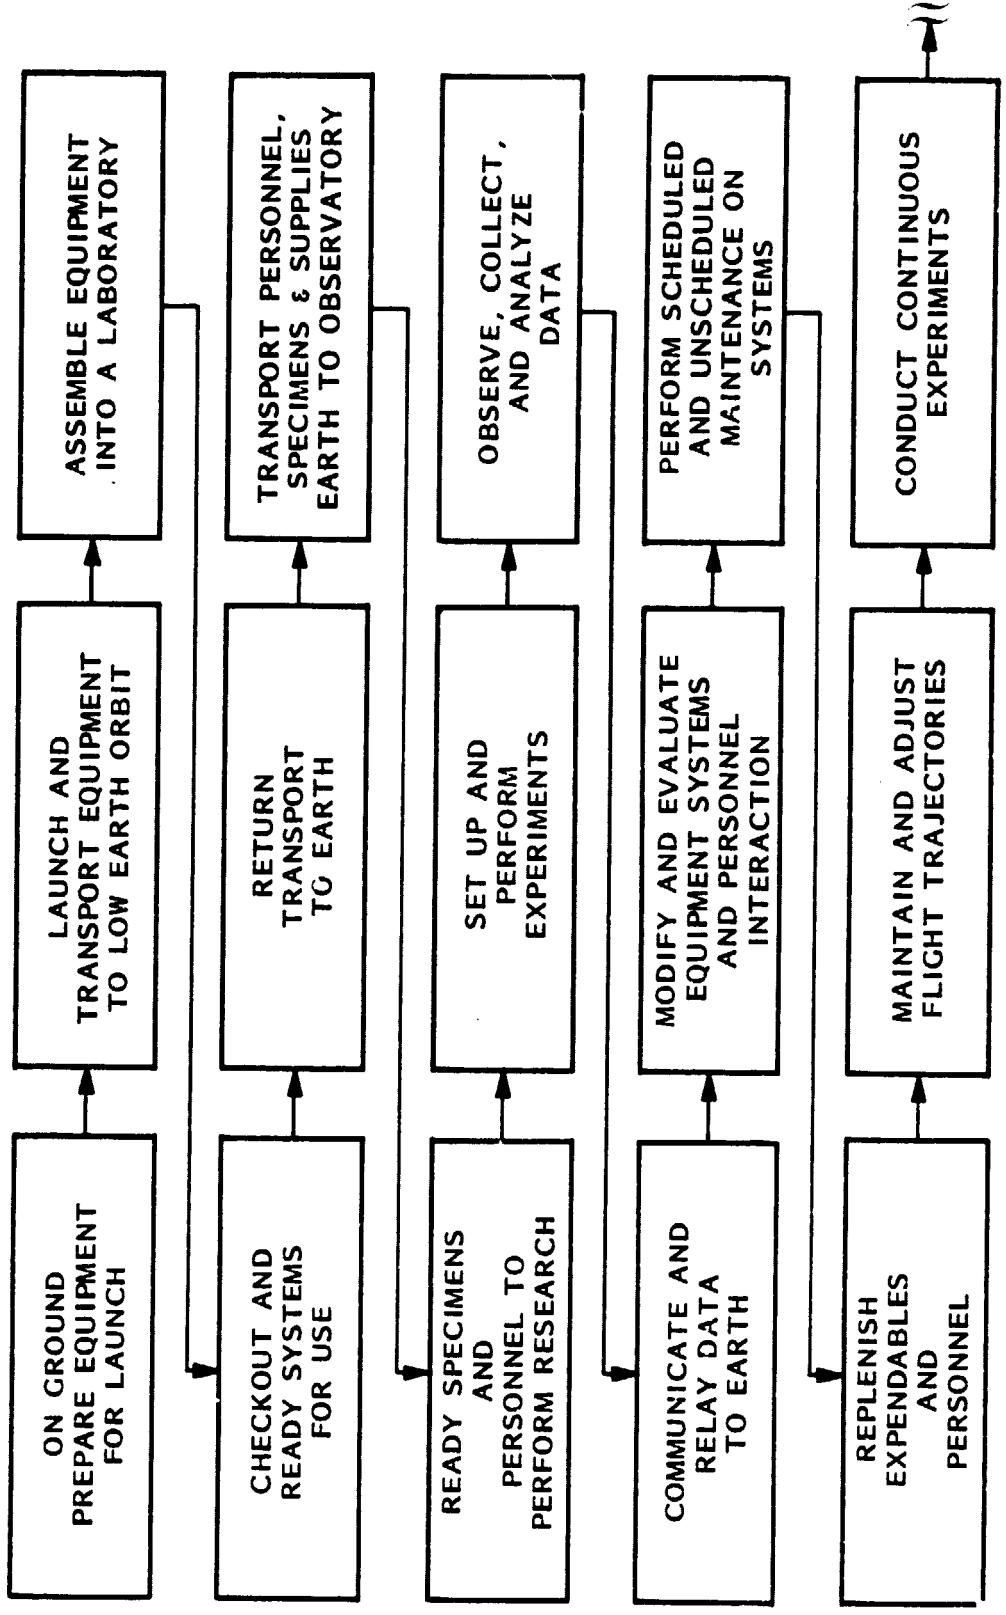 ON GROUND
PREPARE EQUIPMENT
FOR LAUNCH
LAUNCH AND
TRANSPORT EQUIPMENT
TO LOW EARTH ORBIT
ASSEMBLE EQUIPMENT
INTO A LABORATORY
CHECKOUT AND
READY SYSTEMS
FOR USE
RETURN
TRANSPORT
TO EARTH
TRANSPORT PERSONNEL,
SPECIMENS & SUPPLIES
EARTH TO OBSERVATORY
READY SPECIMENS
AND
PERSONNEL TO
PERFORM RESEARCH
SET UP AND
PERFORM
EXPERIMENTS
OBSERVE, COLLECT,
AND ANALYZE
DATA
COMMUNICATE AND
RELAY DATA
TO EARTH
MODIFY AND EVALUATE
EQUIPMENT SYSTEMS
AND PERSONNEL
INTERACTION
PERFORM SCHEDULED
AND UNSCHEDULED
MAINTENANCE ON
SYSTEMS
REPLENISH
EXPENDABLES
AND
PERSONNEL
MAINTAIN AND ADJUST
FLIGHT TRAJECTORIES
CONDUCT CONTINUOUS
EXPERIMENTS